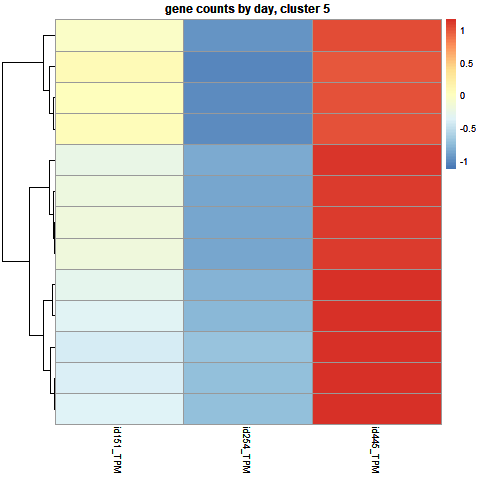 gene counts by day, cluster 5
1
0.5
0
-0.5
-1
id151_TPM
id254_TPM
id445_TPM